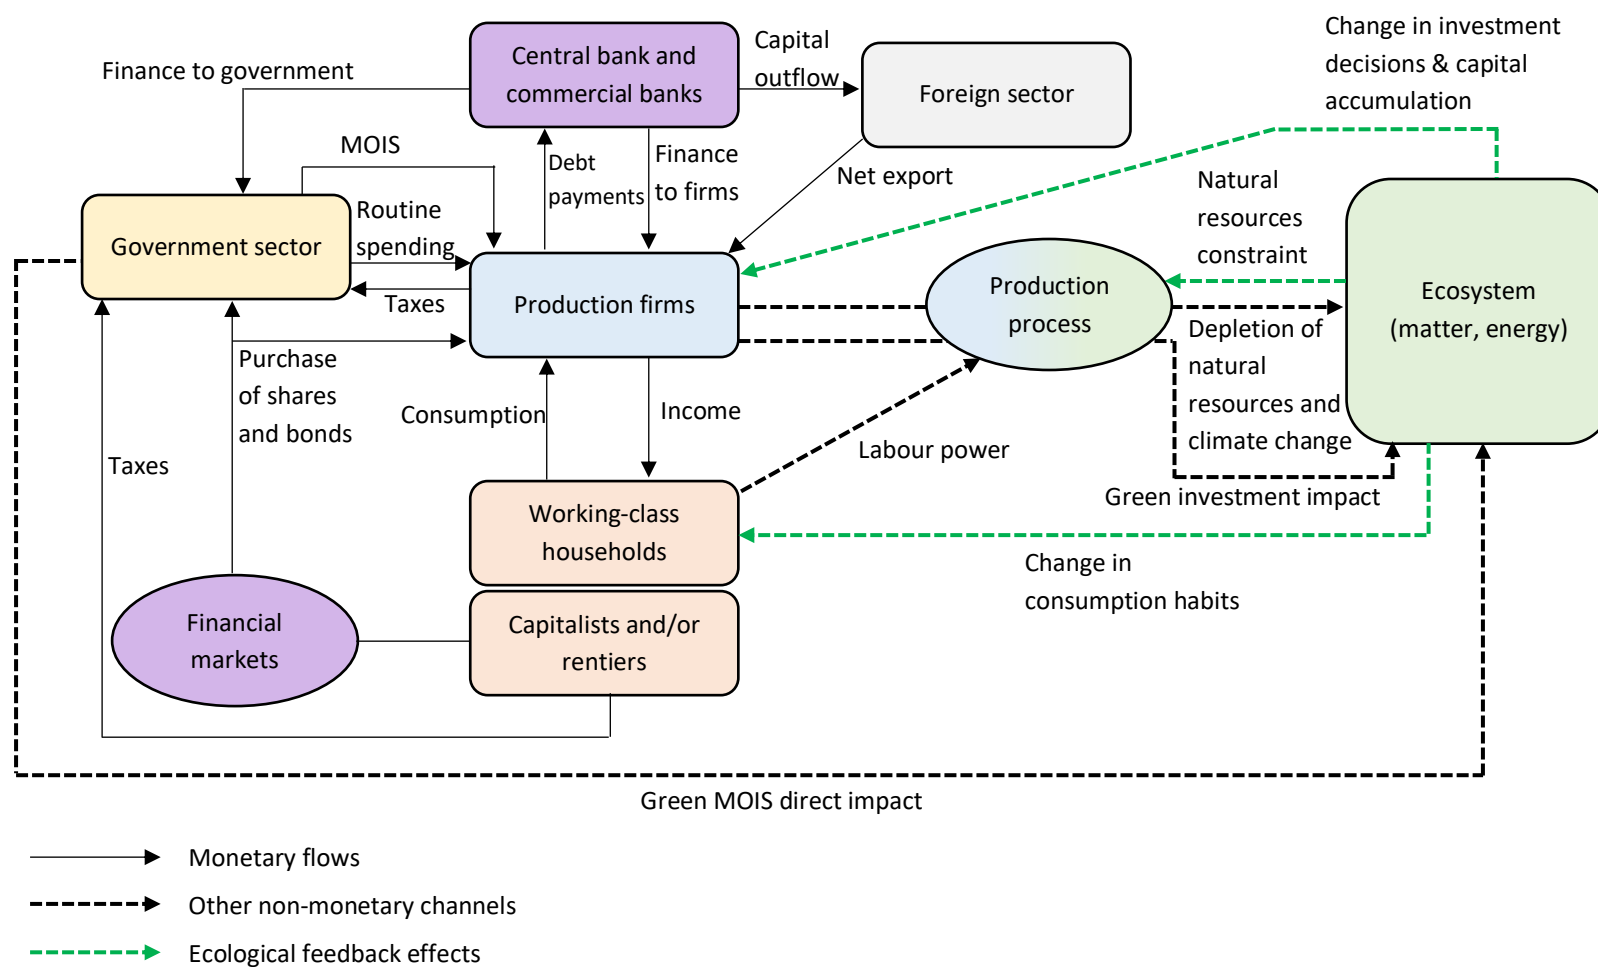 Finance to government
Central bank and
commercial banks
Capital
outflow
Foreign sector
Change in investment
decisions & capital
accumulation
MOIS
Debt
payments
Finance
to firms
Net export
Natural
resources
constraint
Government sector
Routine
spending
Taxes
Production firms
Production
process
Ecosystem
(matter, energy)
Purchase
of shares
and bonds
Depletion of
natural
resources and
climate change
Consumption
Income
Labour power
Taxes
Green investment impact
Working-class
households
Change in
consumption habits
Financial
markets
Capitalists and/or
rentiers
Green MOIS direct impact
Monetary flows
Other non-monetary channels
Ecological feedback effects